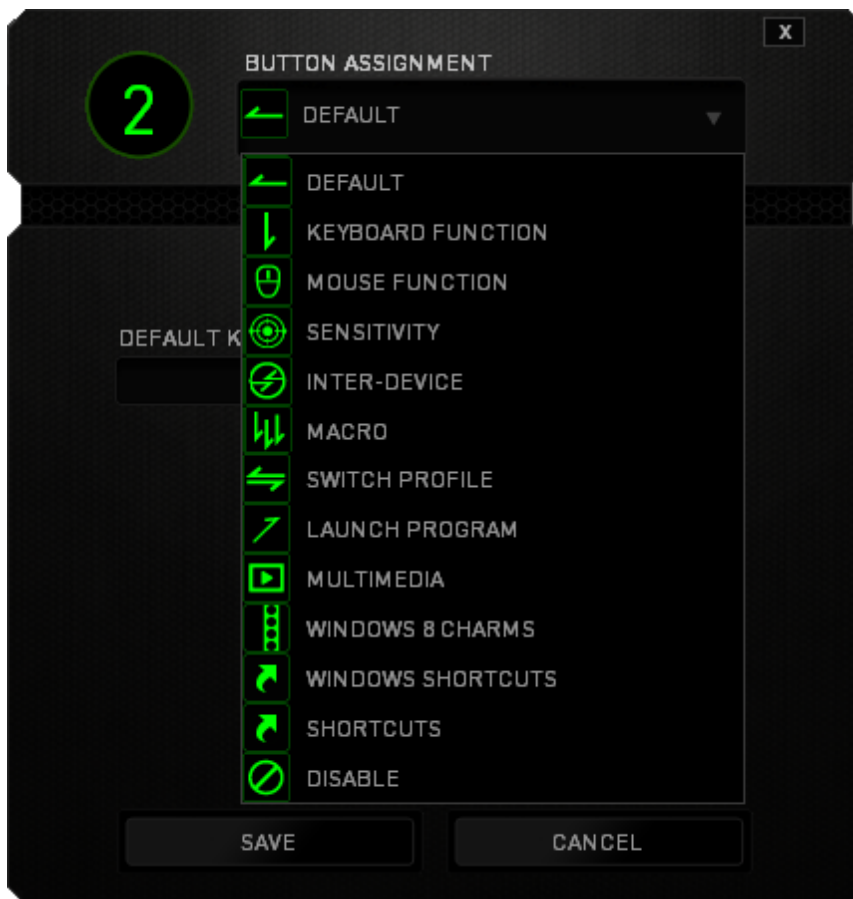 X
BUTTON ASSIGNMENT
2
DEFAULT
DEFAULT
KEYBOARD FUNCTION
MOUSE FUNCTION
SENSITIVITY
DEFAULT K
INTER-DEVICE
MACRO
SWITCH PROFILE
LAUNCH PROGRAM
MULTIMEDIA
WINDOWS 8 CHARMS
WINDOWS SHORTCUTS
SHORTCUTS
DISABLE
SAVE
CANCEL